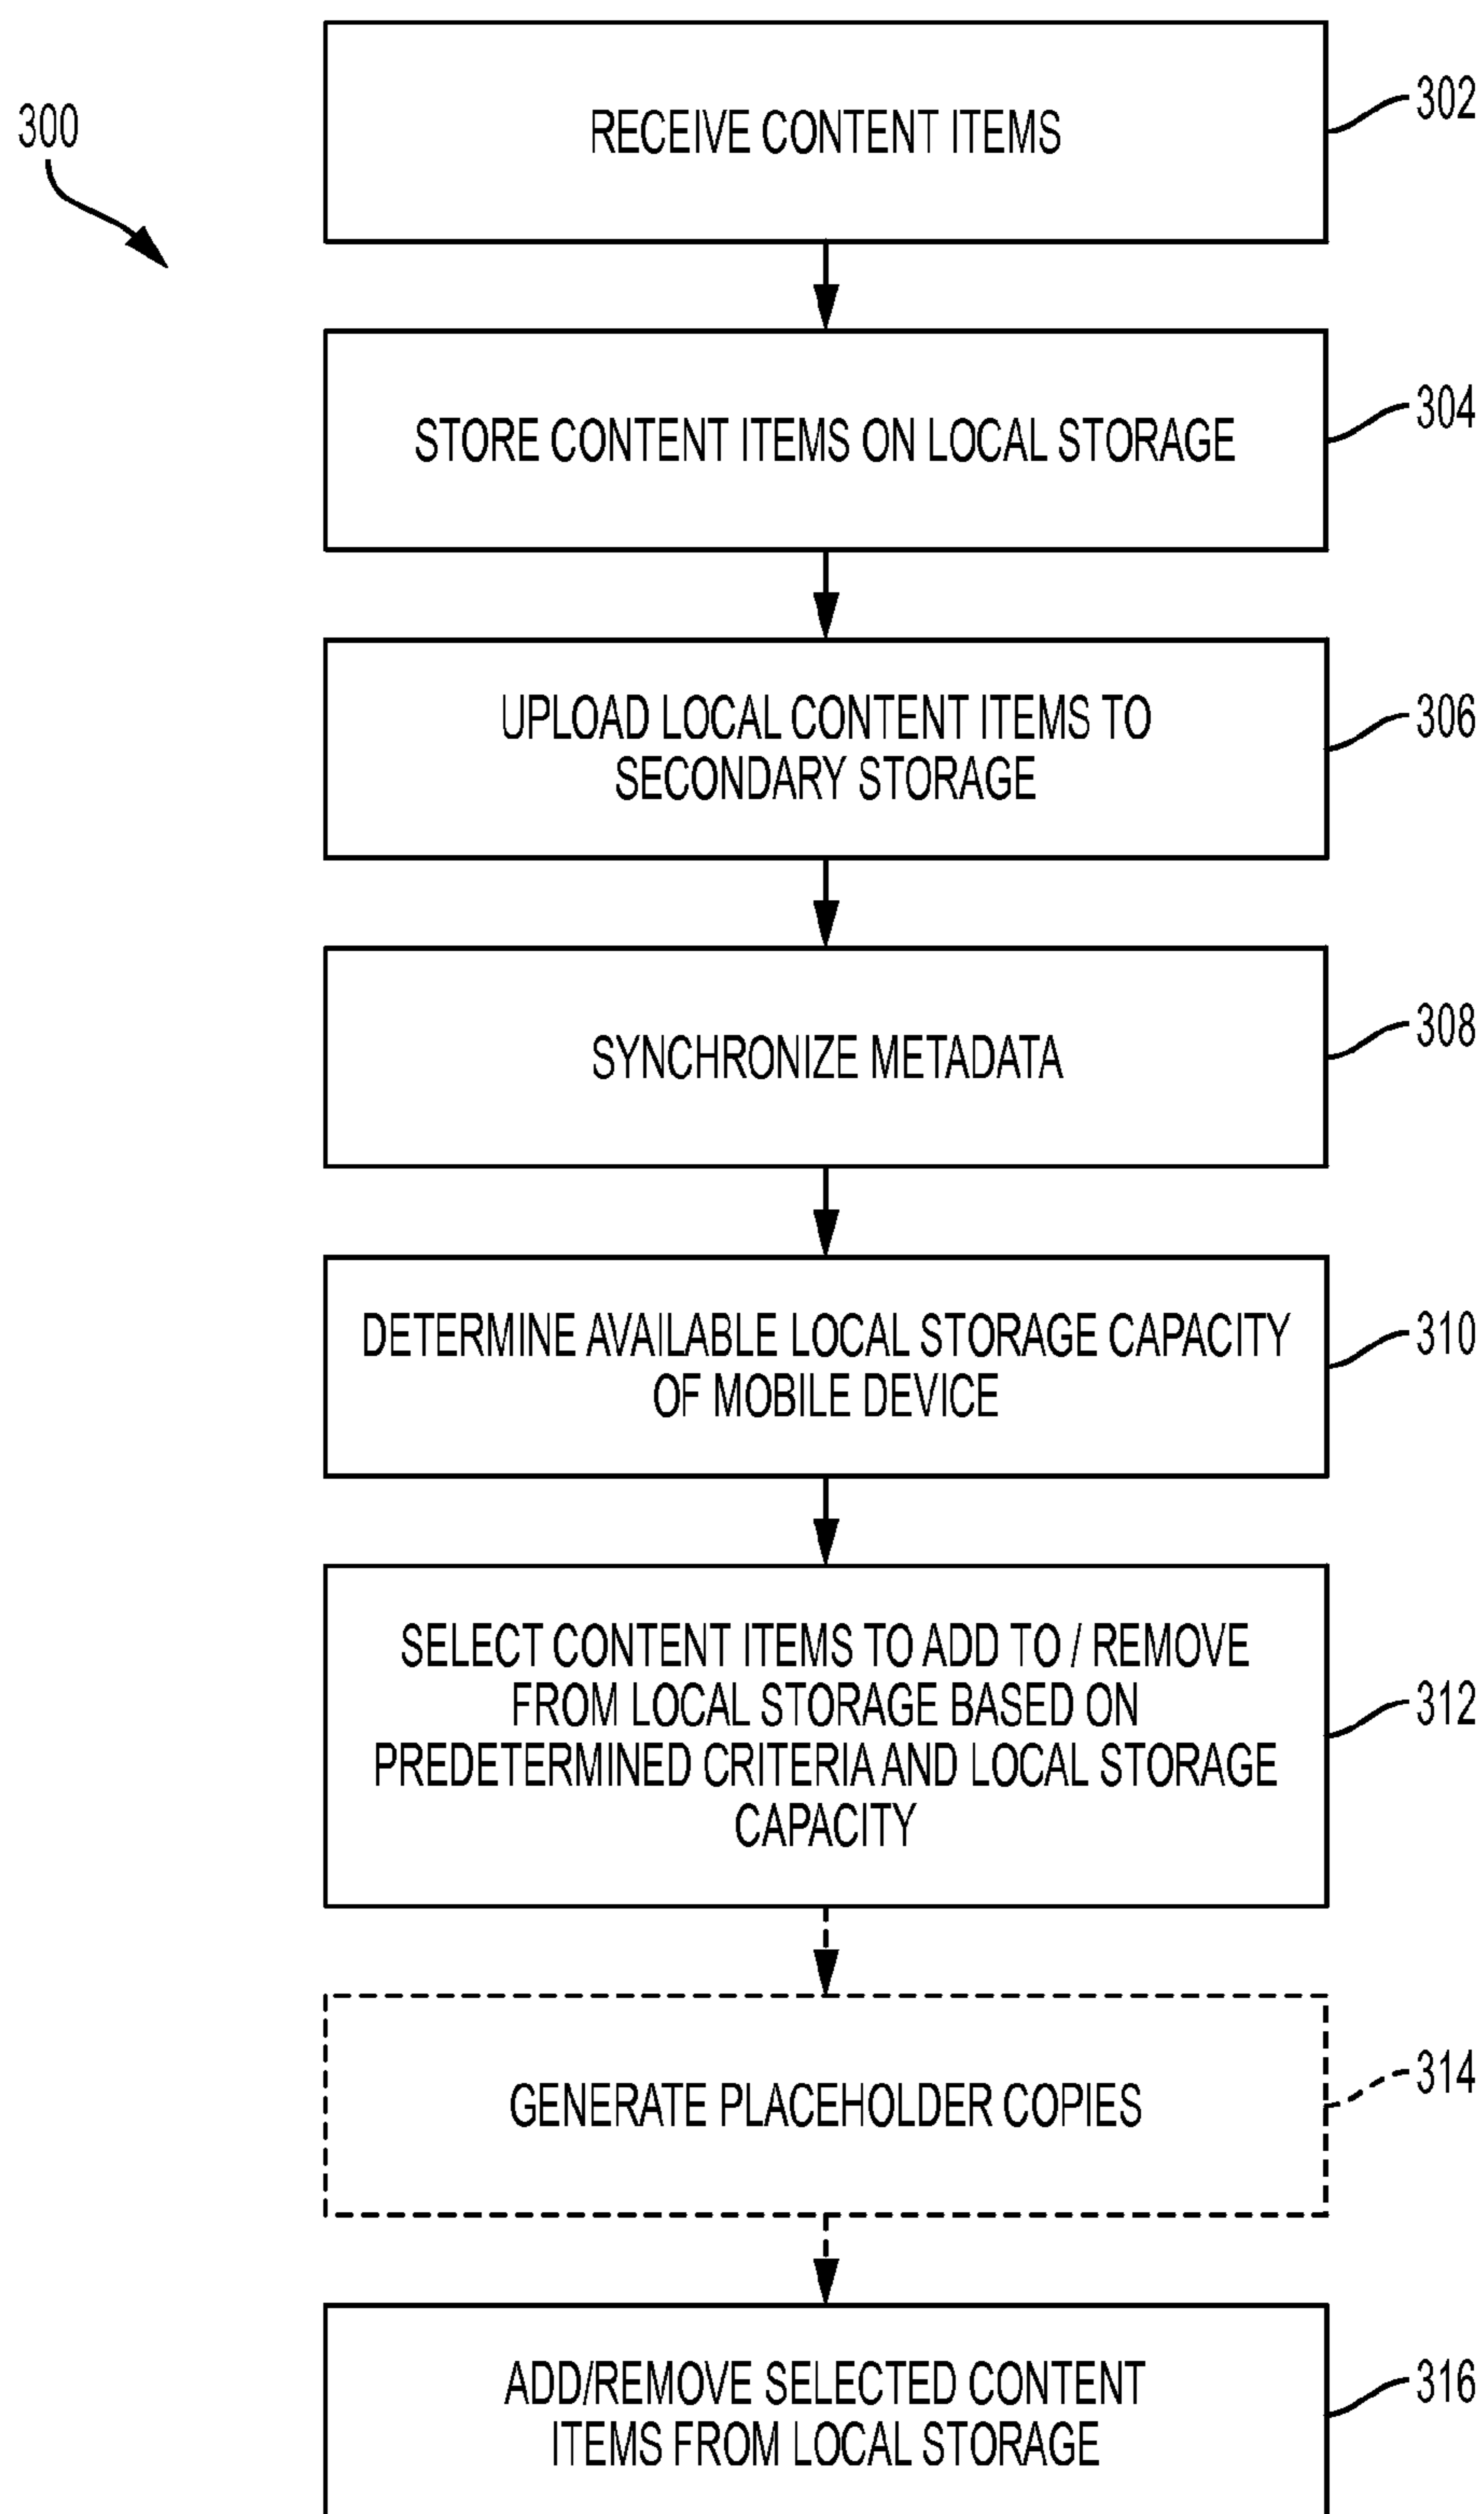 300
RECEIVE CONTENT ITEMS
302
STORE CONTENT ITEMS ON LOCAL STORAGE
304
UPLOAD LOCAL CONTENT ITEMS TO
SECONDARY STORAGE
306
SYNCHRONIZE METADATA
308
DETERMINE AVAILABLE LOCAL STORAGE CAPACITY
OF MOBILE DEVICE
310
SELECT CONTENT ITEMS TO ADD TO / REMOVE
FROM LOCAL STORAGE BASED ON
PREDETERMINED CRITERIA AND LOCAL STORAGE
CAPACITY
312
GENERATE PLACEHOLDER COPIES
314
ADD/REMOVE SELECTED CONTENT
ITEMS FROM LOCAL STORAGE
316